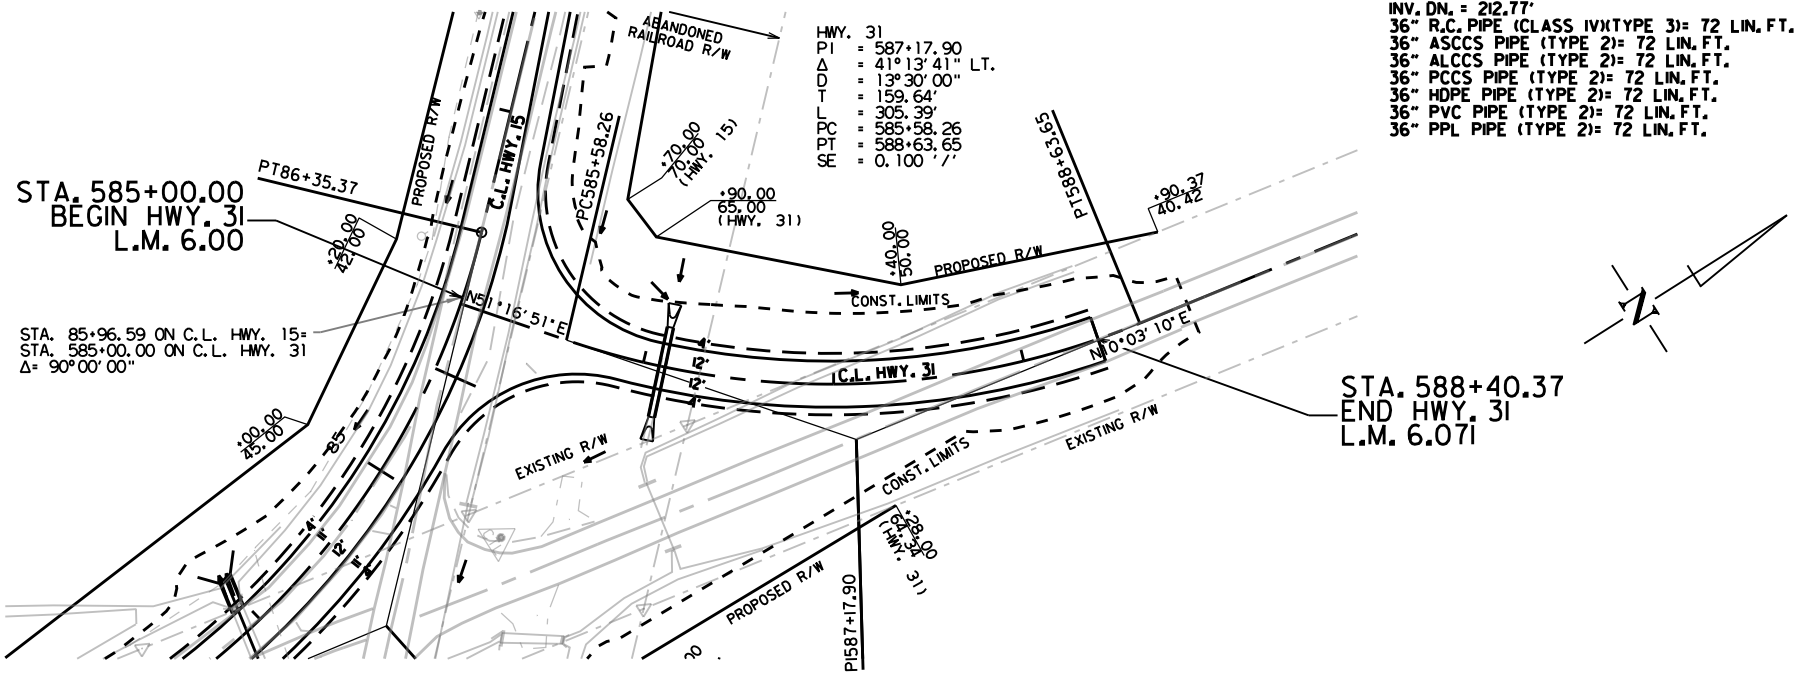 INV. DN. = 212.77'
36" R.C. PIPE (CLASS IV)(TYPE 3)= 72 LIN. FT.
36" ASCCS PIPE (TYPE 2)= 72 LIN. FT.
36" ALCCS PIPE (TYPE 2)= 72 LIN. FT.
36" PCCS PIPE (TYPE 2)= 72 LIN. FT.
36" HDPE PIPE (TYPE 2)= 72 LIN. FT.
36" PVC PIPE (TYPE 2)= 72 LIN. FT.
36" PPL PIPE (TYPE 2)= 72 LIN. FT.
ABANDONED
RAILROAD R/W
HWY. 31
PI = 587+17.90
Δ = 41°13'41" LT.
D = 13°30'00"
T = 159.64'
L = 305.39'
PC = 585+58.26
PT = 588+63.65
SE = 0.100 '/'
PROPOSED R/W
C.L. HWY. 15
PC585+58.26
+70.00
70.00
(HWY. 15)
+90.00
65.00
(HWY. 31)
PT588+63.65
+90.37
40.42
PT86+35.37
STA. 585+00.00
BEGIN HWY. 31
L.M. 6.00
+20.00
42.00
+40.00
50.00
PROPOSED R/W
CONST. LIMITS
N51°16'51"E
STA. 85+96.59 ON C.L. HWY. 15=
STA. 585+00.00 ON C.L. HWY. 31
Δ= 90°00'00"
4'
12'
12'
4'
C.L. HWY. 31
N10°03'10"E
N
STA. 588+40.37
END HWY. 31
L.M. 6.071
+00.00
45.00
85
EXISTING R/W
EXISTING R/W
CONST. LIMITS
+28.00
64.34
(HWY. 31)
4'
11'
12'
11'
PROPOSED R/W
PI587+17.90
00